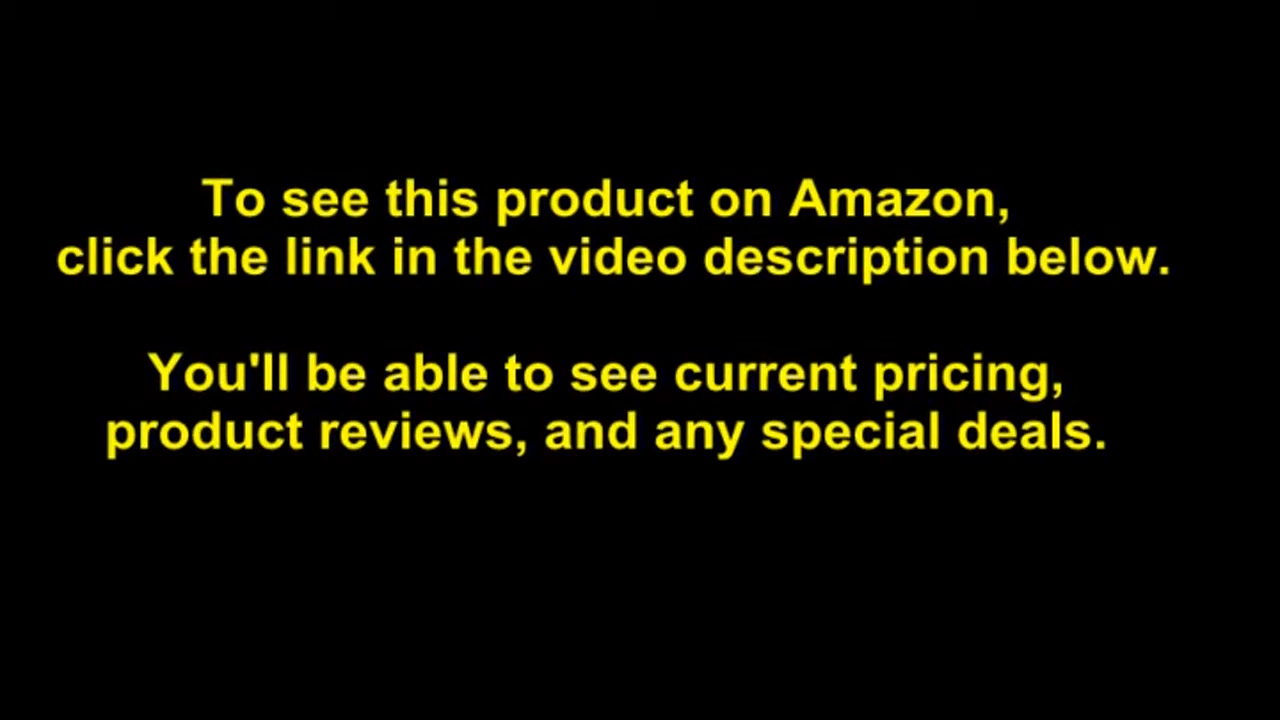 To see this product on Amazon,
click the link in the video description below.
You'll be able to see current pricing,
product reviews, and any special deals.